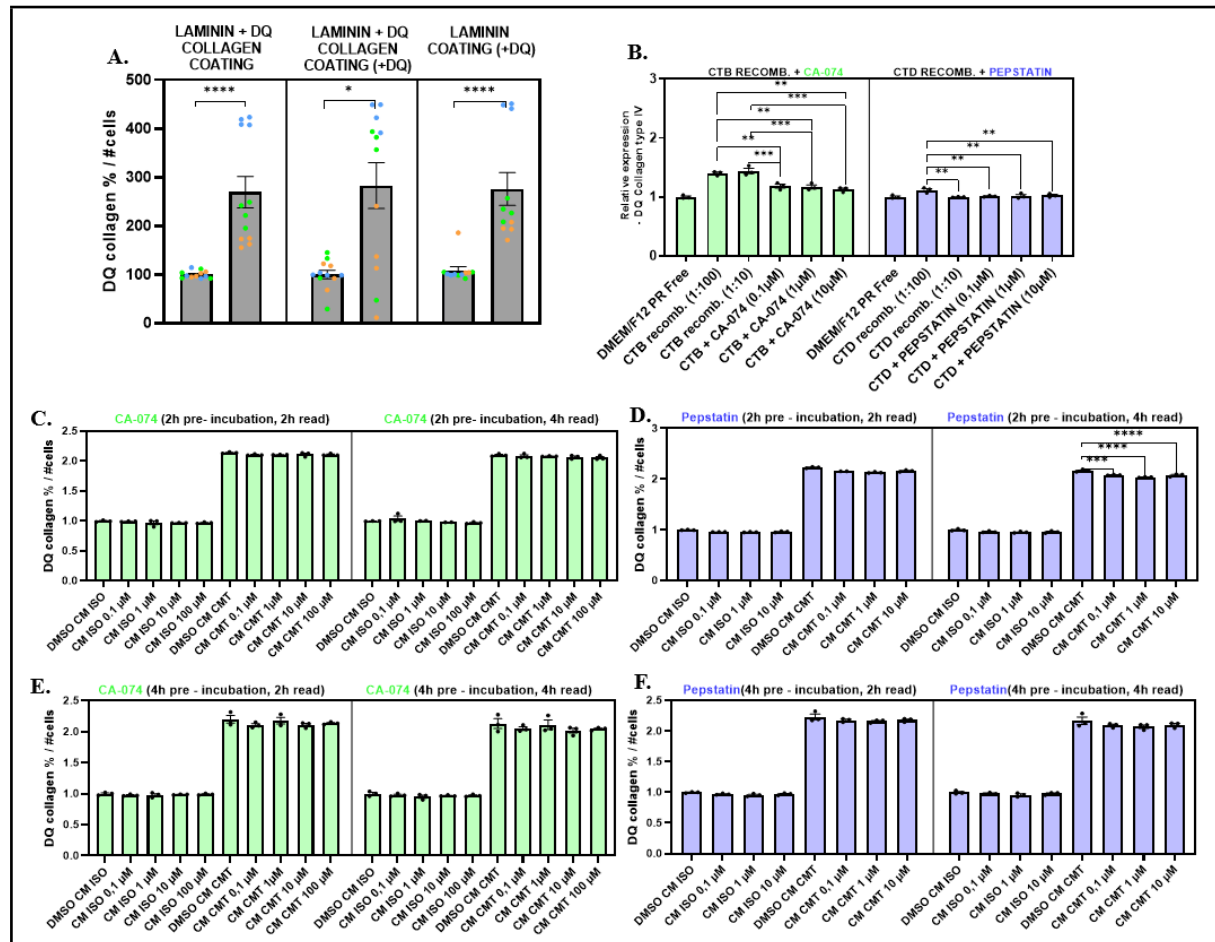 A.
LAMININ + DQ
COLLAGEN
COATING
LAMININ + DQ
COLLAGEN
COATING (+DQ)
LAMININ
COATING (+DQ)
DQ collagen % / #cells
500
400
300
200
100
0
****
*
****
B.
CTB RECOMB. + CA-074
CTD RECOMB. + PEPSTATIN
Relative expression
- DQ Collagen type IV
3
2
1
0
**
***
**
***
**
***
**
**
**
**
DMEM/F12 PR Free
CTB recomb. (1:100)
CTB recomb. (1:10)
CTB + CA-074 (0.1µM)
CTB + CA-074 (1µM)
CTB + CA-074 (10µM)
DMEM/F12 PR Free
CTD recomb. (1:100)
CTD recomb. (1:10)
CTD + PEPSTATIN (0,1µM)
CTD + PEPSTATIN (1µM)
CTD + PEPSTATIN (10µM)
C.
CA-074 (2h pre- incubation, 2h read)
CA-074 (2h pre - incubation, 4h read)
DQ collagen % / #cells
2.5
2.0
1.5
1.0
0.5
0.0
DMSO CM ISO
CM ISO 0,1 µM
CM ISO 1 µM
CM ISO 10 µM
CM ISO 100 µM
DMSO CM CMT
CM CMT 0,1 µM
CM CMT 1µM
CM CMT 10 µM
CM CMT 100 µM
DMSO CM ISO
CM ISO 0,1 µM
CM ISO 1 µM
CM ISO 10 µM
CM ISO 100 µM
DMSO CM CMT
CM CMT 0,1 µM
CM CMT 1µM
CM CMT 10 µM
CM CMT 100 µM
D.
Pepstatin (2h pre - incubation, 2h read)
Pepstatin (2h pre - incubation, 4h read)
DQ collagen % / #cells
3
2
1
0
****
****
***
DMSO CM ISO
CM ISO 0,1 µM
CM ISO 1 µM
CM ISO 10 µM
DMSO CM CMT
CM CMT 0,1 µM
CM CMT 1 µM
CM CMT 10 µM
DMSO CM ISO
CM ISO 0,1 µM
CM ISO 1 µM
CM ISO 10 µM
DMSO CM CMT
CM CMT 0,1 µM
CM CMT 1 µM
CM CMT 10 µM
E.
CA-074 (4h pre - incubation, 2h read)
CA-074 (4h pre - incubation, 4h read)
DQ collagen % / #cells
2.5
2.0
1.5
1.0
0.5
0.0
DMSO CM ISO
CM ISO 0,1 µM
CM ISO 1 µM
CM ISO 10 µM
CM ISO 100 µM
DMSO CM CMT
CM CMT 0,1 µM
CM CMT 1µM
CM CMT 10 µM
CM CMT 100 µM
DMSO CM ISO
CM ISO 0,1 µM
CM ISO 1 µM
CM ISO 10 µM
CM ISO 100 µM
DMSO CM CMT
CM CMT 0,1 µM
CM CMT 1µM
CM CMT 10 µM
CM CMT 100 µM
F.
Pepstatin(4h pre - incubation, 2h read)
Pepstatin(4h pre - incubation, 4h read)
DQ collagen % / #cells
2.5
2.0
1.5
1.0
0.5
0.0
DMSO CM ISO
CM ISO 0,1 µM
CM ISO 1 µM
CM ISO 10 µM
DMSO CM CMT
CM CMT 0,1 µM
CM CMT 1 µM
CM CMT 10 µM
DMSO CM ISO
CM ISO 0,1 µM
CM ISO 1 µM
CM ISO 10 µM
DMSO CM CMT
CM CMT 0,1 µM
CM CMT 1 µM
CM CMT 10 µM